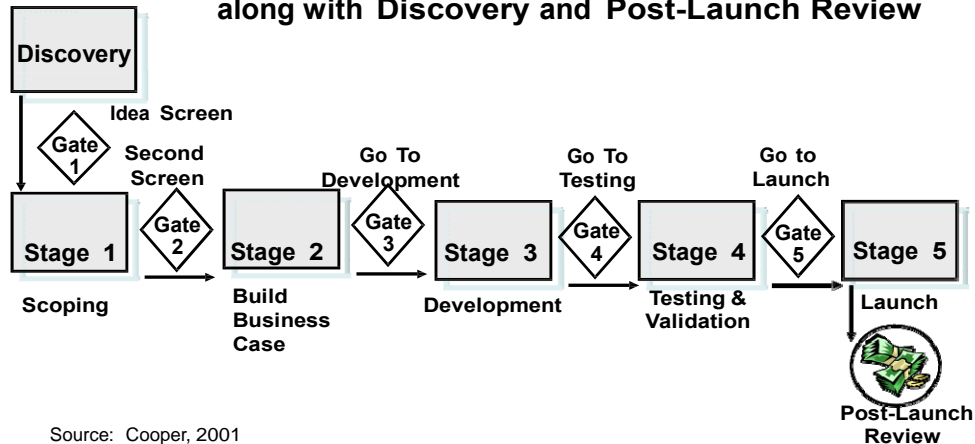 along with Discovery and Post-Launch Review
Discovery
Idea Screen
Gate
1
Second
Screen
Go To
Development
Go To
Testing
Go to
Launch
Gate
2
Gate
3
Gate
4
Gate
5
Stage 1
Stage 2
Stage 3
Stage 4
Stage 5
Scoping
Build
Business
Case
Development
Testing &
Validation
Launch
Post-Launch
Review
Source: Cooper, 2001